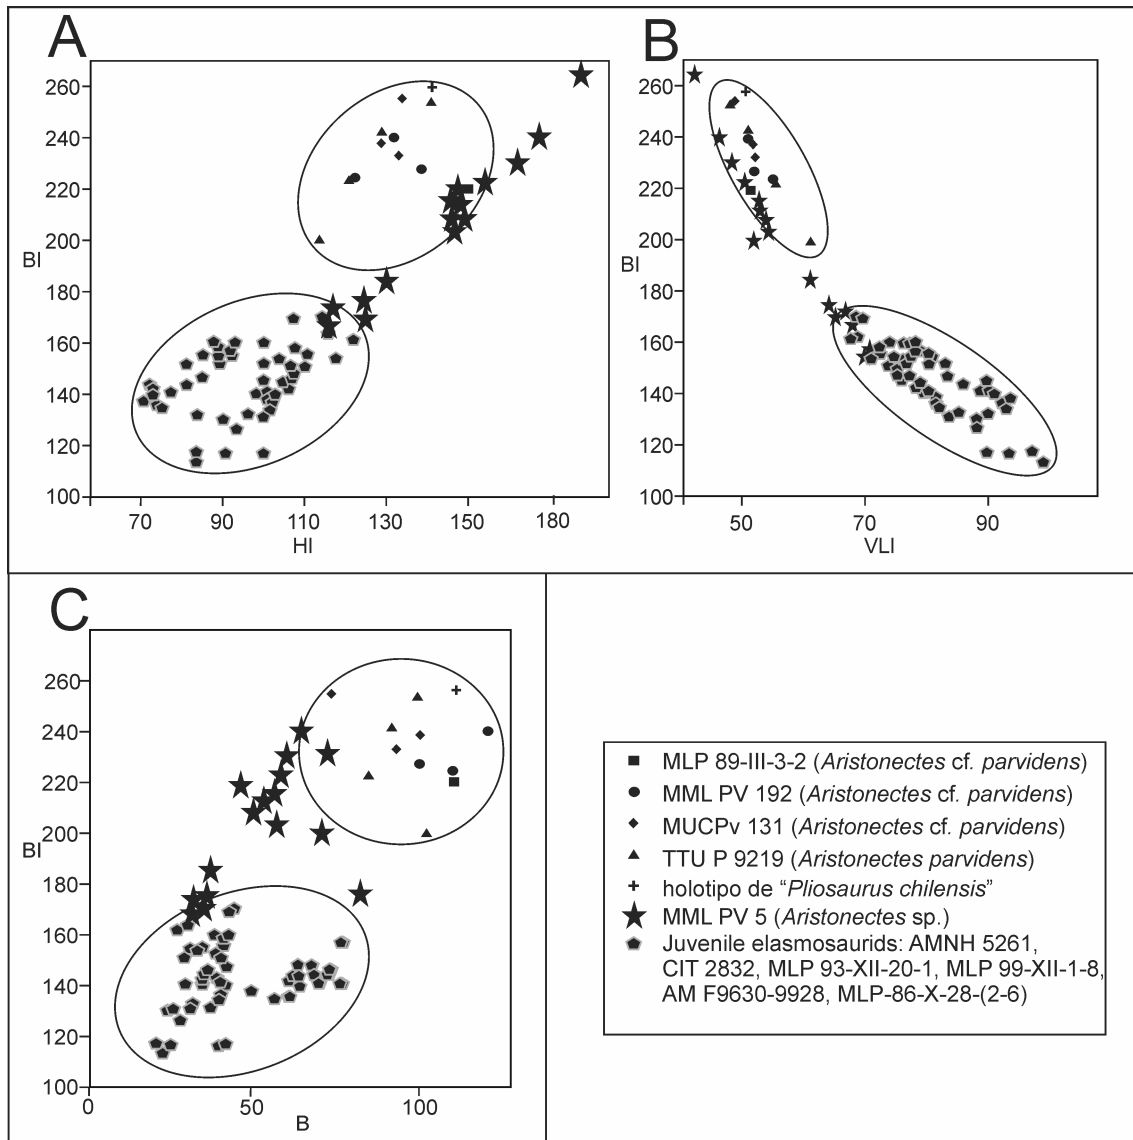 A
260
240
220
200
BI
180
160
140
120
100
70 90 110 130 150 180
HI
B
260
240
220
200
BI
180
160
140
120
100
50 70 90
VLI
C
260
240
220
200
BI
180
160
140
120
100
0 50 100
B
MLP 89-III-3-2 (Aristonectes cf. parvidens)
MML PV 192 (Aristonectes cf. parvidens)
MUCPv 131 (Aristonectes cf. parvidens)
TTU P 9219 (Aristonectes parvidens)
holotipo de “Pliosaurus chilensis”
MML PV 5 (Aristonectes sp.)
Juvenile elasmosaurids: AMNH 5261,
CIT 2832, MLP 93-XII-20-1, MLP 99-XII-1-8,
AM F9630-9928, MLP-86-X-28-(2-6)